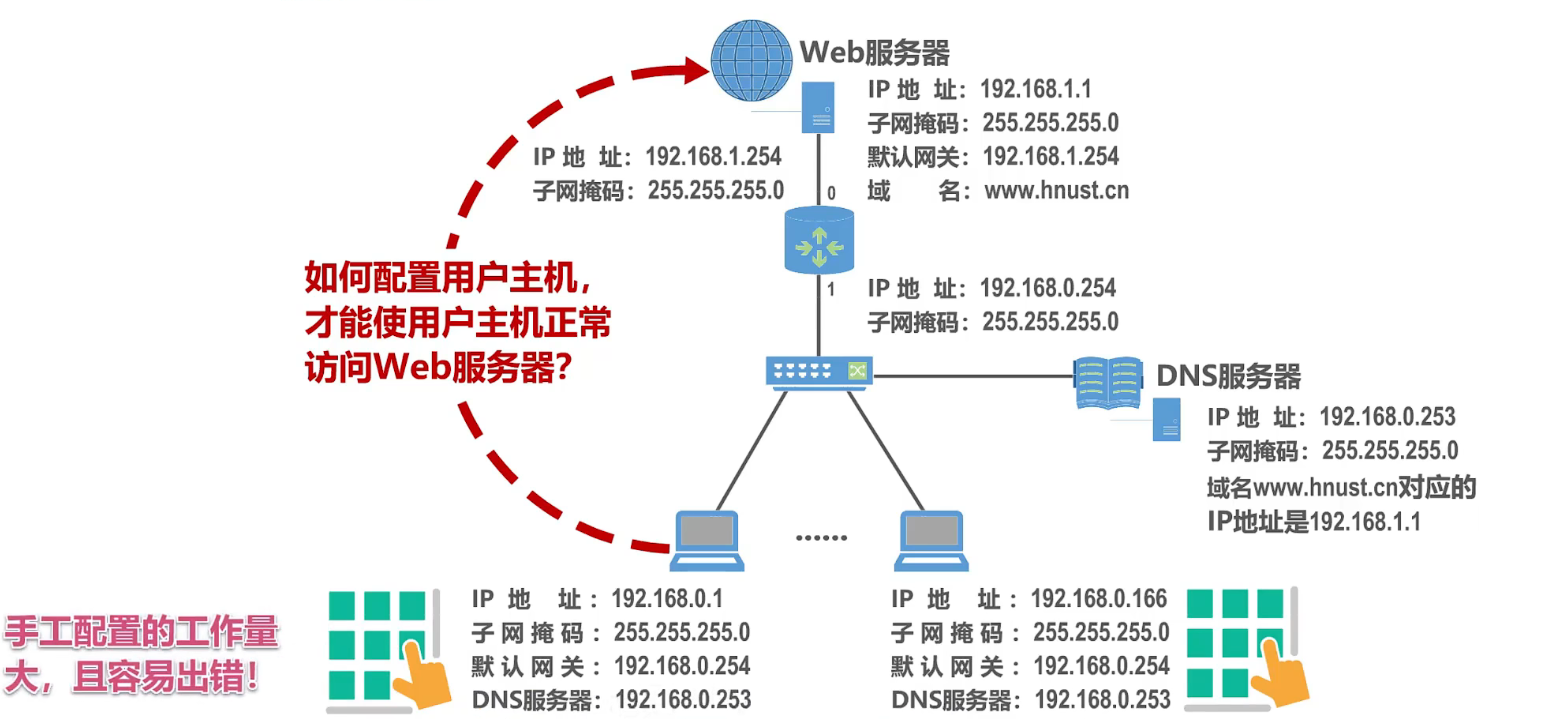 Web服务器
IP 地 址：192.168.1.1
子网掩码：255.255.255.0
默认网关：192.168.1.254
域 名：www.hnust.cn
IP 地 址：192.168.1.254
子网掩码：255.255.255.0
0
1
IP 地 址：192.168.0.254
子网掩码：255.255.255.0
如何配置用户主机，
才能使用户主机正常
访问Web服务器？
DNS服务器
IP 地 址：192.168.0.253
子网掩码：255.255.255.0
域名www.hnust.cn对应的
IP地址是192.168.1.1
······
手工配置的工作量
大，且容易出错！
IP 地 址：192.168.0.1
子网掩码：255.255.255.0
默认网关：192.168.0.254
DNS服务器：192.168.0.253
IP 地 址：192.168.0.166
子网掩码：255.255.255.0
默认网关：192.168.0.254
DNS服务器：192.168.0.253